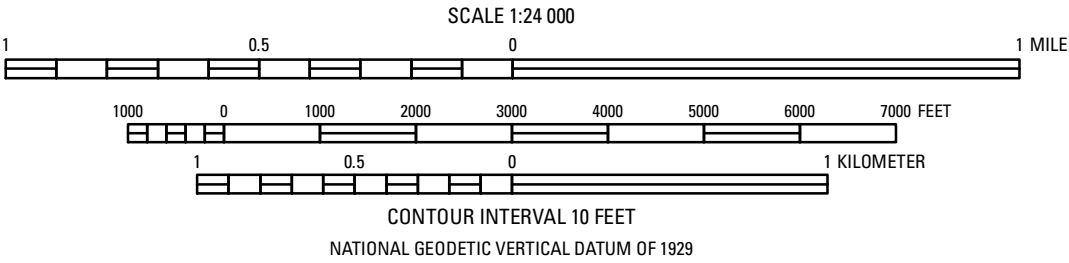 SCALE 1:24 000
1 0.5 0 1 MILE
1000 0 1000 2000 3000 4000 5000 6000 7000 FEET
1 0.5 0 1 KILOMETER
CONTOUR INTERVAL 10 FEET
NATIONAL GEODETIC VERTICAL DATUM OF 1929